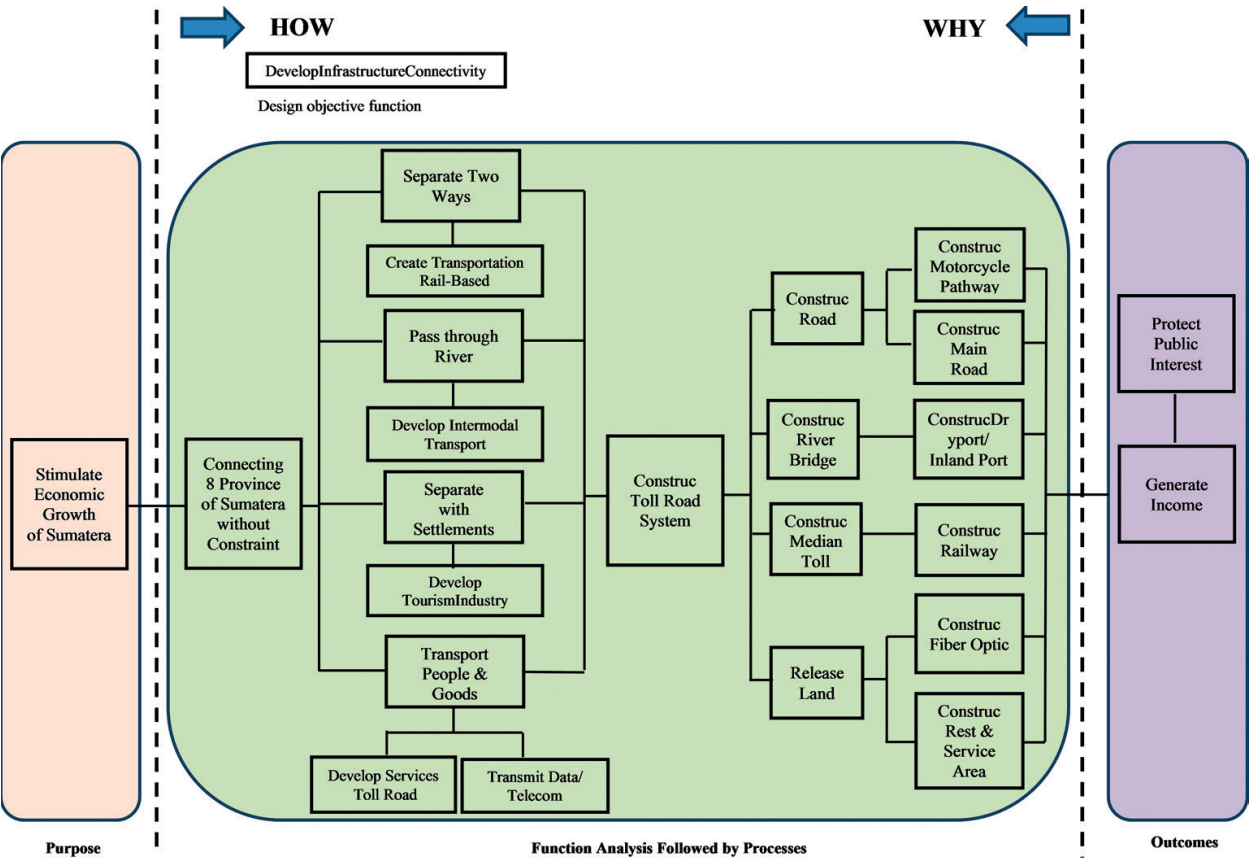 HOW
WHY
DevelopInfrastructureConnectivity
Design objective function
Stimulate
Economic
Growth
of Sumatera
Connecting
8 Province
of Sumatera
without
Constraint
Separate Two
Ways
Create Transportation
Rail-Based
Pass through
River
Develop Intermodal
Transport
Separate
with
Settlements
Develop
TourismIndustry
Transport
People &
Goods
Develop Services
Toll Road
Transmit Data/
Telecom
Construc
Toll Road
System
Construc
Road
Construc
River
Bridge
Construc
Median
Toll
Release
Land
Construc
Motorcycle
Pathway
Construc
Main
Road
ConstrucDr
yport/
Inland Port
Construc
Railway
Construc
Fiber Optic
Construc
Rest &
Service
Area
Protect
Public
Interest
Generate
Income
Purpose
Function Analysis Followed by Processes
Outcomes